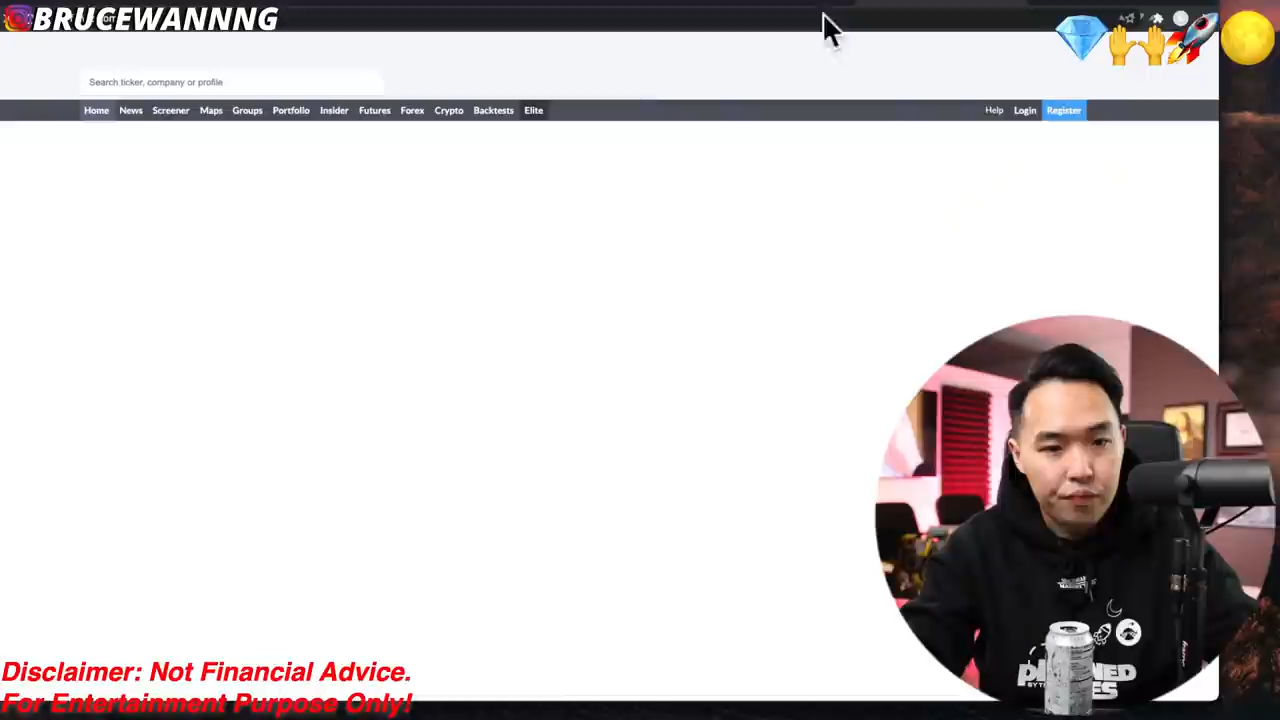 BRUCEWANNNG
Search ticker, company or profile
Home News Screener Maps Groups Portfolio Insider Futures Forex Crypto Backtests Elite Help Login Register
Disclaimer: Not Financial Advice.
For Entertainment Purpose Only!